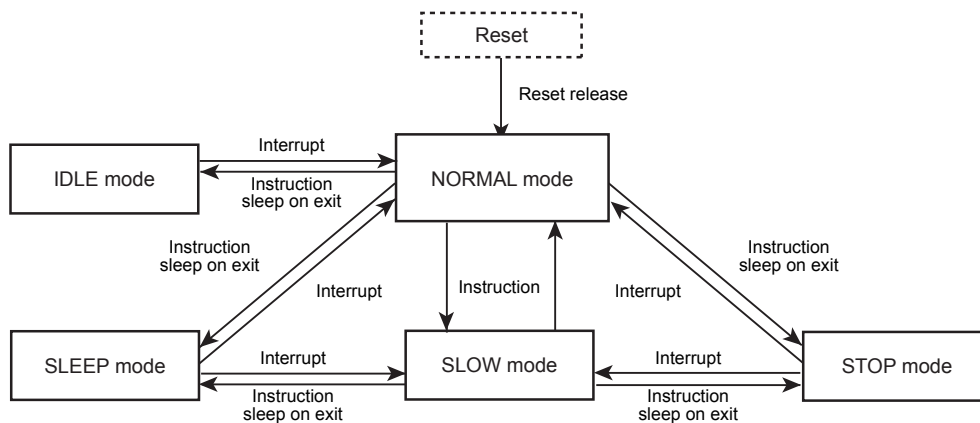 Reset
Reset release
Interrupt
IDLE mode
NORMAL mode
Instruction
sleep on exit
Instruction
sleep on exit
Instruction
sleep on exit
Interrupt
Instruction
Interrupt
SLEEP mode
Interrupt
SLOW mode
Interrupt
STOP mode
Instruction
sleep on exit
Instruction
sleep on exit